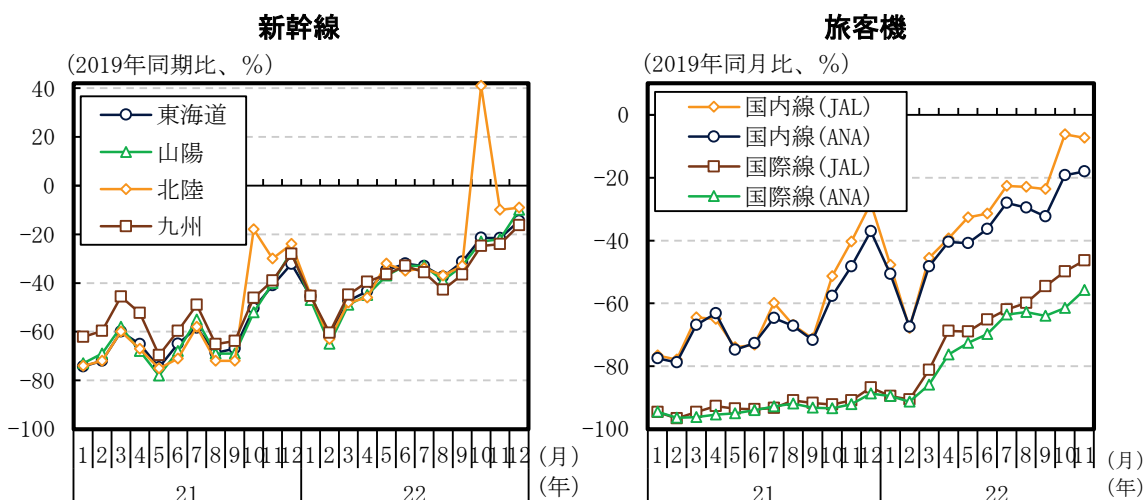 新幹線
(2019年同期比、%)
40
20
0
-20
-40
-60
-80
-100
東海道
山陽
北陸
九州
1 2 3 4 5 6 7 8 9 10 11 12 1 2 3 4 5 6 7 8 9 10 11 12 (月)
21 22 (年)
旅客機
(2019年同月比、%)
0
-20
-40
-60
-80
-100
国内線(JAL)
国内線(ANA)
国際線(JAL)
国際線(ANA)
1 2 3 4 5 6 7 8 9 10 11 12 1 2 3 4 5 6 7 8 9 10 11 (月)
21 22 (年)